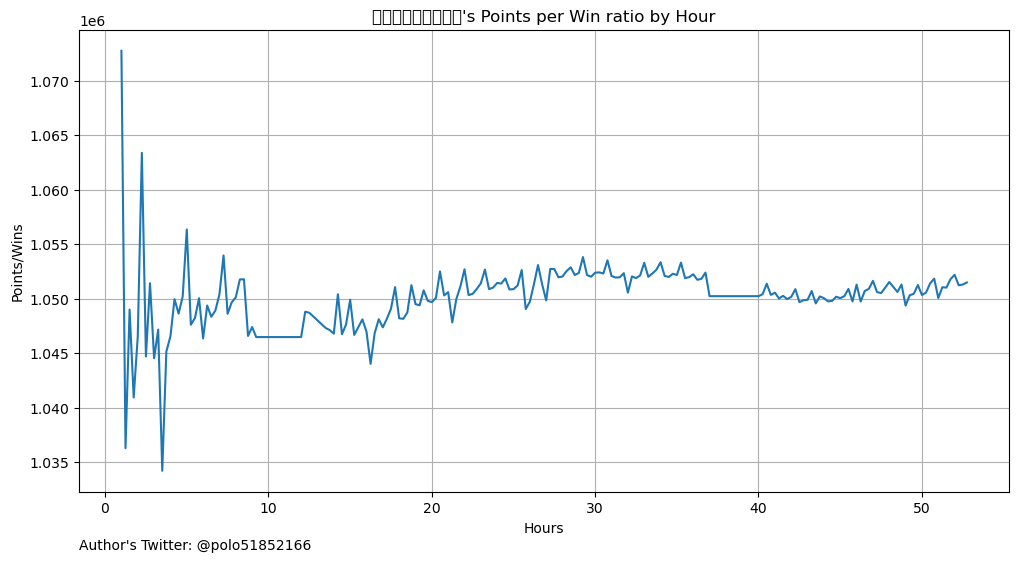 1e6
's Points per Win ratio by Hour
1.070
1.065
1.060
1.055
1.050
1.045
1.040
1.035
Points/Wins
0 10 20 30 40 50
Hours
Author's Twitter: @polo51852166